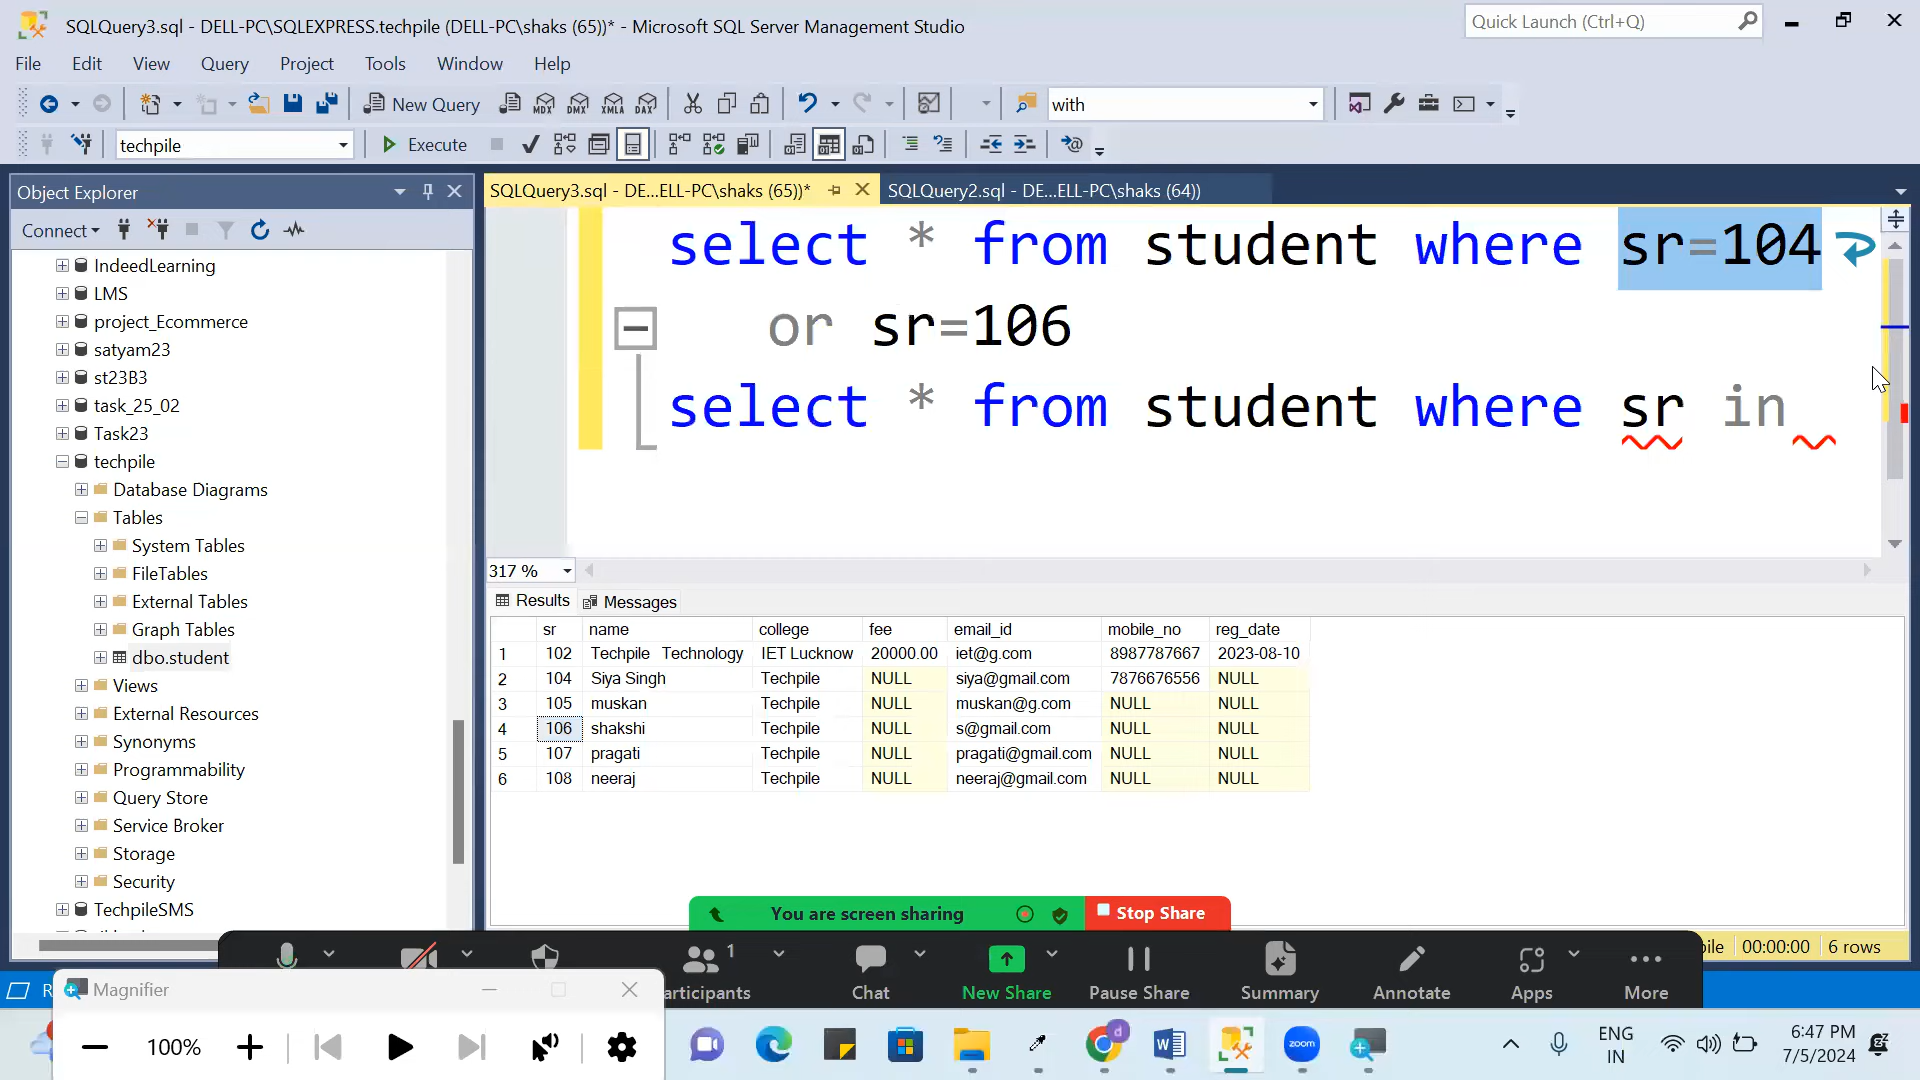 SQLQuery3.sql - DELL-PC\SQLEXPRESS.techpile (DELL-PC\shaks (65))* - Microsoft SQL Server Management Studio
Quick Launch (Ctrl+Q)
File Edit View Query Project Tools Window Help
New Query
MDX DMX XMLA DAX
with
techpile
Execute
Object Explorer
Connect
IndeedLearning
LMS
project_Ecommerce
satyam23
st23B3
task_25_02
Task23
techpile
Database Diagrams
Tables
System Tables
FileTables
External Tables
Graph Tables
dbo.student
Views
External Resources
Synonyms
Programmability
Query Store
Service Broker
Storage
Security
TechpileSMS
SQLQuery3.sql - DE...ELL-PC\shaks (65))*
SQLQuery2.sql - DE...ELL-PC\shaks (64))
select * from student where sr=104
or sr=106
select * from student where sr in
317 %
Results Messages
sr name college fee email_id mobile_no reg_date
1 102 Techpile Technology IET Lucknow 20000.00 iet@g.com 8987787667 2023-08-10
2 104 Siya Singh Techpile NULL siya@gmail.com 7876676556 NULL
3 105 muskan Techpile NULL muskan@g.com NULL NULL
4 106 shakshi Techpile NULL s@gmail.com NULL NULL
5 107 pragati Techpile NULL pragati@gmail.com NULL NULL
6 108 neeraj Techpile NULL neeraj@gmail.com NULL NULL
You are screen sharing
Stop Share
pile 00:00:00 6 rows
1
articipants Chat New Share Pause Share Summary Annotate Apps More
R
Magnifier
100%
d
zoom
ENG
IN
6:47 PM
7/5/2024